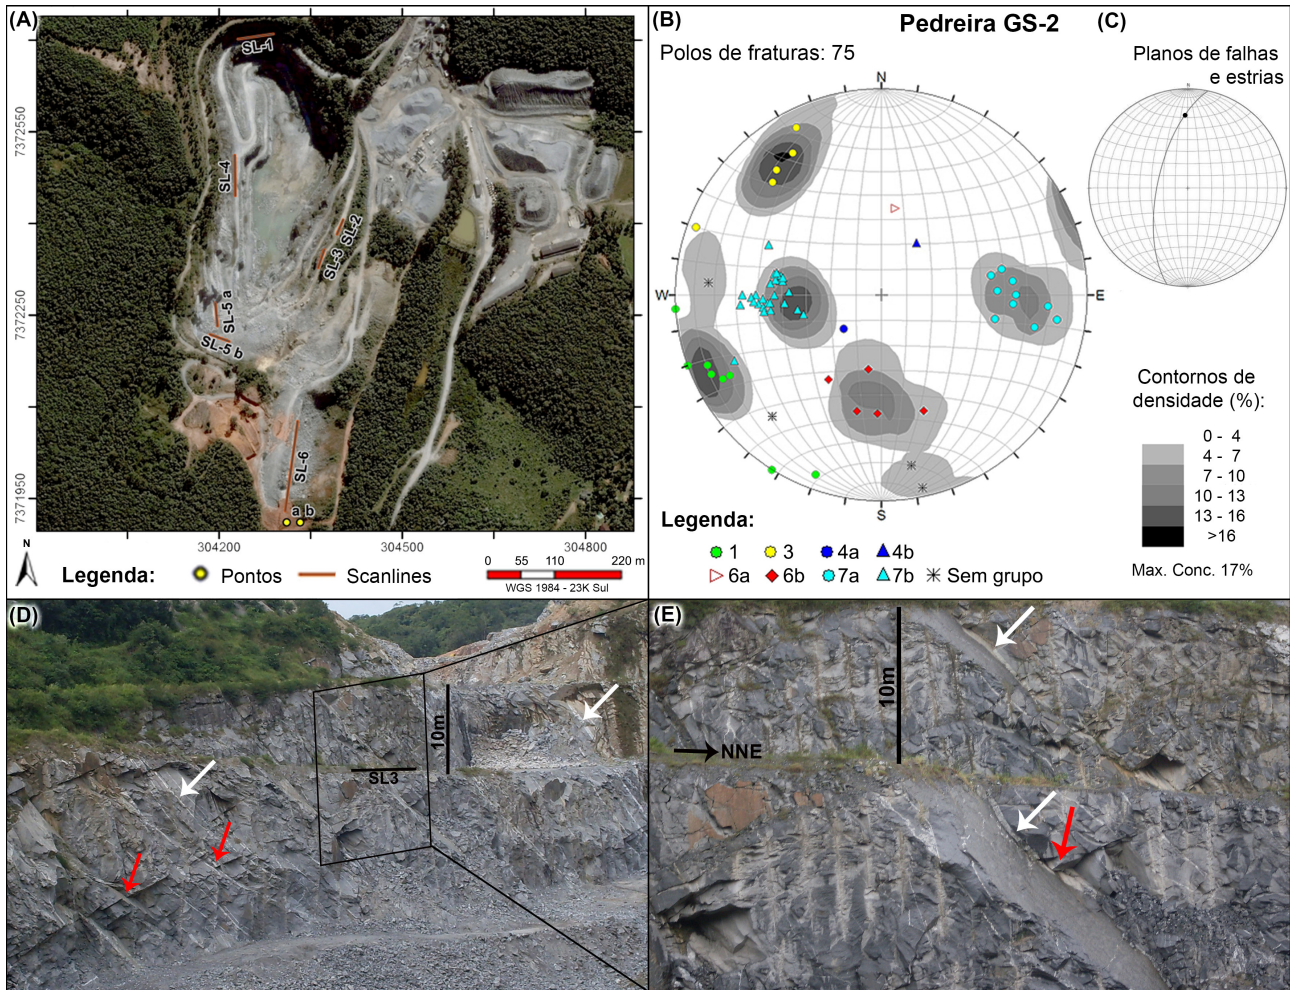 (A)
SL-1
SL-4
SL-2
SL-3
SL-5 a
SL-5 b
SL-6
a b
7372550
7372250
7371950
304200
304500
304800
N
Legenda:
Pontos
Scanlines
0 55 110 220 m
WGS 1984 - 23K Sul
(B)
Pedreira GS-2
Polos de fraturas: 75
N
W
E
S
Legenda:
1 3 4a 4b
6a 6b 7a 7b Sem grupo
(C)
Planos de falhas
e estrias
Contornos de
densidade (%):
0 - 4
4 - 7
7 - 10
10 - 13
13 - 16
>16
Max. Conc. 17%
(D)
10m
SL3
(E)
10m
NNE